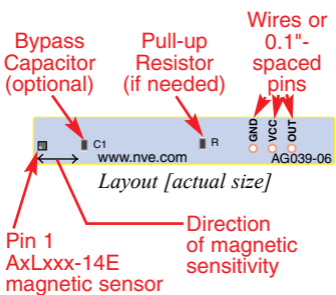 Bypass
Capacitor
(optional)
Pull-up
Resistor
(if needed)
Wires or
0.1"-
spaced
pins
GND
VCC
OUT
C1
R
www.nve.com
AG039-06
Layout [actual size]
Pin 1
AxLxxx-14E
magnetic sensor
Direction
of magnetic
sensitivity